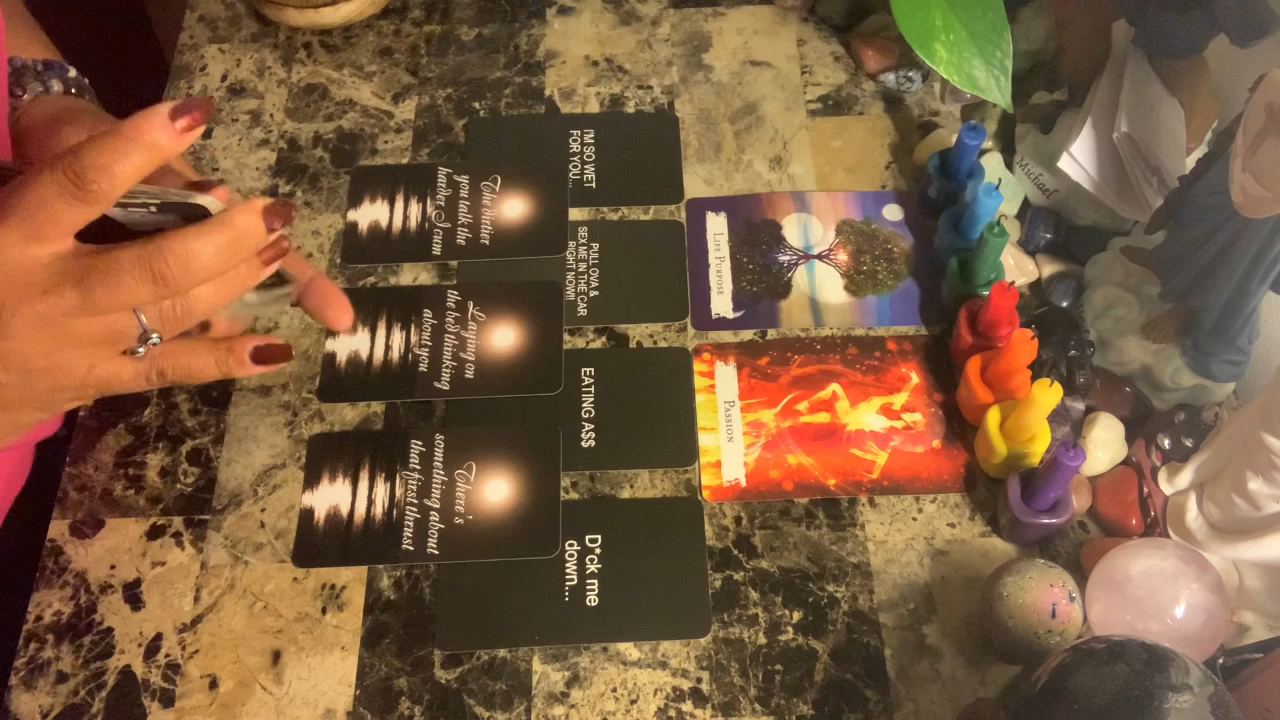 I'M SO WET
FOR YOU...
PULL OVA &
SEX ME IN THE CAR
RIGHT NOW!!
EATING A$$
D*ck me
down...
The dirtier
you talk the
harder I cum
Laying on
the bed thinking
about you
There's
something about
that first thrust
LIFE PURPOSE
PASSION
Michael